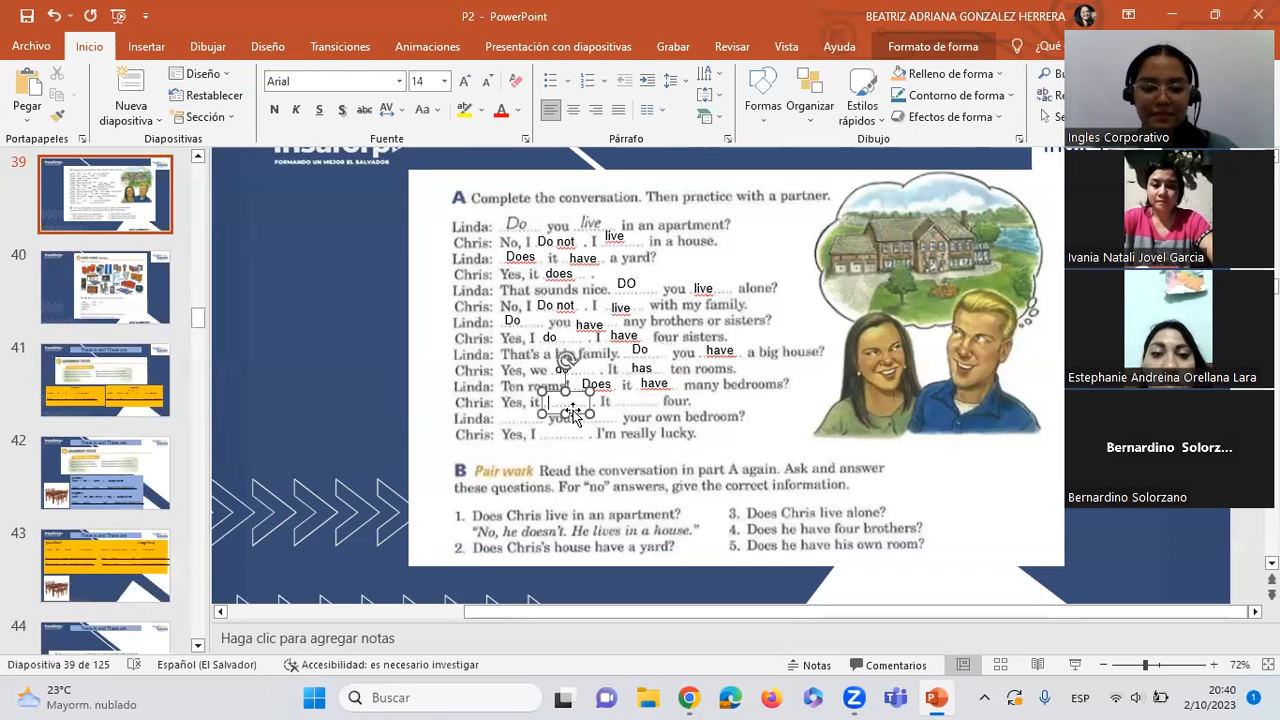 P2 - PowerPoint
BEATRIZ ADRIANA GONZALEZ HERRERA
Archivo Inicio Insertar Dibujar Diseño Transiciones Animaciones Presentación con diapositivas Grabar Revisar Vista Ayuda Formato de forma ¿Qué
Pegar
Nueva diapositiva
Diseño
Restablecer
Sección
Arial 14
N K S S abc AV Aa
Formas Organizar Estilos rápidos
Relleno de forma
Contorno de forma
Efectos de forma
Portapapeles Diapositivas Fuente Párrafo Dibujo
Ingles Corporativo
Ivania Natali Jovel Garcia
Estephanie Andreina Orellana Lara
Bernardino Solorz...
Bernardino Solorzano
39
40
41
42
43
44
FORMANDO UN MEJOR EL SALVADOR
A Complete the conversation. Then practice with a partner.
Linda: Do you live in an apartment?
Chris: No, I Do not . I live in a house.
Linda: Does it have a yard?
Chris: Yes, it does .
Linda: That sounds nice. DO you live alone?
Chris: No, I Do not . I live with my family.
Linda: Do you have any brothers or sisters?
Chris: Yes, I do . I have four sisters.
Linda: That's a big family. Do you have a big house?
Chris: Yes, we do . It has ten rooms.
Linda: Ten rooms! Does it have many bedrooms?
Chris: Yes, it . It four.
Linda: you your own bedroom?
Chris: Yes, I . I'm really lucky.
B Pair work Read the conversation in part A again. Ask and answer
these questions. For "no" answers, give the correct information.
1. Does Chris live in an apartment?
"No, he doesn't. He lives in a house."
2. Does Chris's house have a yard?
3. Does Chris live alone?
4. Does he have four brothers?
5. Does he have his own room?
Haga clic para agregar notas
Diapositiva 39 de 125 Español (El Salvador) Accesibilidad: es necesario investigar Notas Comentarios 72%
23°C
Mayorm. nublado
Buscar
ESP
20:40
2/10/2023